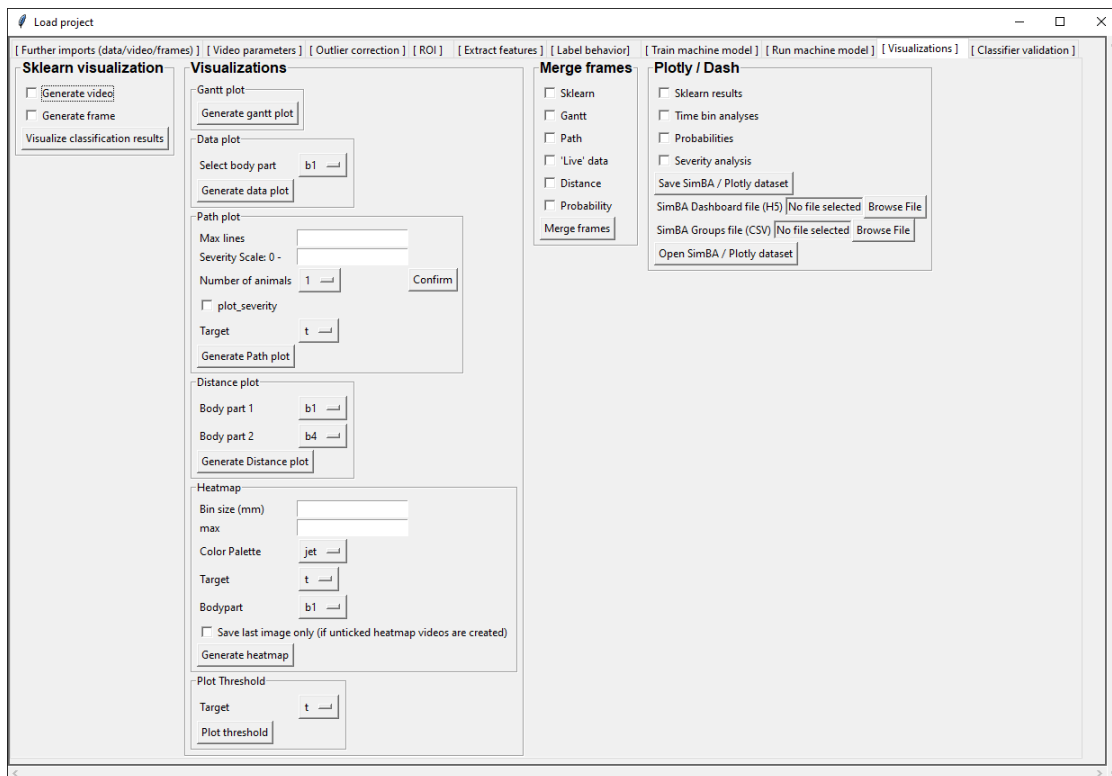 Load project
[ Further imports (data/video/frames) ] [ Video parameters ] [ Outlier correction ] [ ROI ] [ Extract features ] [ Label behavior] [ Train machine model ] [ Run machine model ] [ Visualizations ] [ Classifier validation ]
Sklearn visualization
Generate video
Generate frame
Visualize classification results
Visualizations
Gantt plot
Generate gantt plot
Data plot
Select body part b1
Generate data plot
Path plot
Max lines
Severity Scale: 0 -
Number of animals 1 Confirm
plot_severity
Target t
Generate Path plot
Distance plot
Body part 1 b1
Body part 2 b4
Generate Distance plot
Heatmap
Bin size (mm)
max
Color Palette jet
Target t
Bodypart b1
Save last image only (if unticked heatmap videos are created)
Generate heatmap
Plot Threshold
Target t
Plot threshold
Merge frames
Sklearn
Gantt
Path
'Live' data
Distance
Probability
Merge frames
Plotly / Dash
Sklearn results
Time bin analyses
Probabilities
Severity analysis
Save SimBA / Plotly dataset
SimBA Dashboard file (H5) No file selected Browse File
SimBA Groups file (CSV) No file selected Browse File
Open SimBA / Plotly dataset